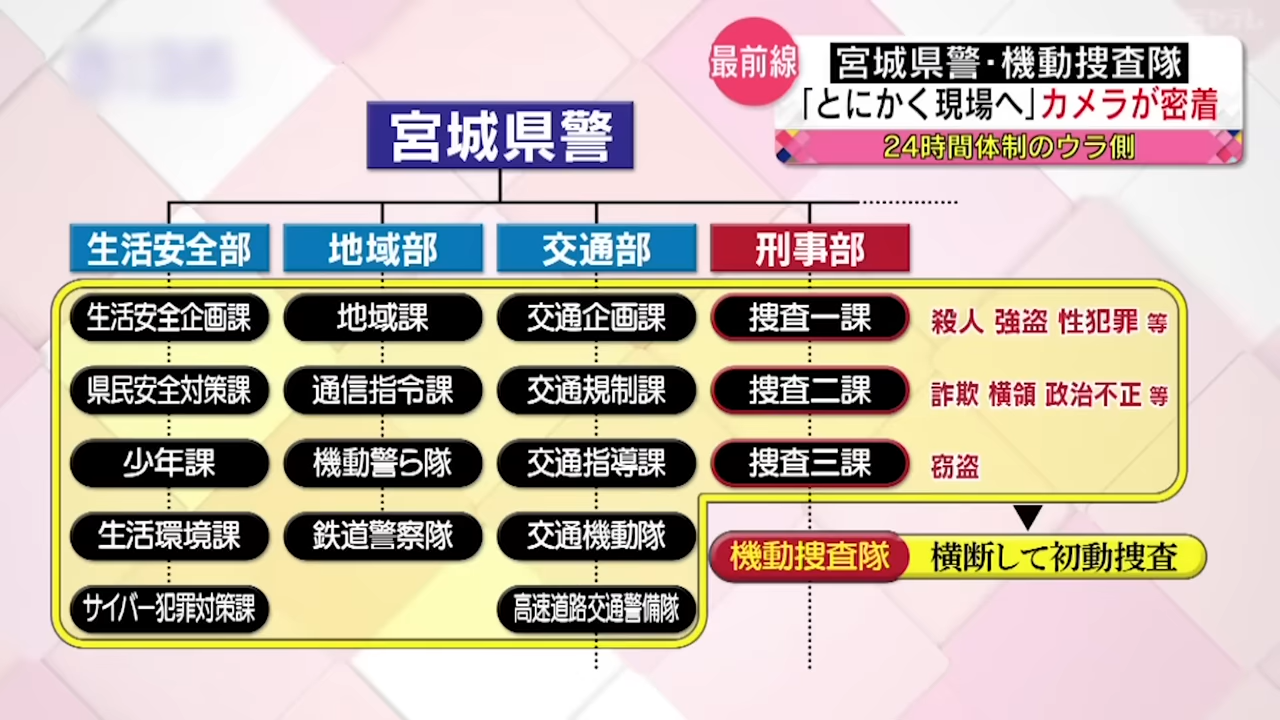 最前線
宮城県警・機動捜査隊
「とにかく現場へ」カメラが密着
24時間体制のウラ側
宮城県警
生活安全部
地域部
交通部
刑事部
生活安全企画課
地域課
交通企画課
捜査一課
殺人 強盗 性犯罪 等
県民安全対策課
通信指令課
交通規制課
捜査二課
詐欺 横領 政治不正 等
少年課
機動警ら隊
交通指導課
捜査三課
窃盗
生活環境課
鉄道警察隊
交通機動隊
機動捜査隊
横断して初動捜査
サイバー犯罪対策課
高速道路交通警備隊